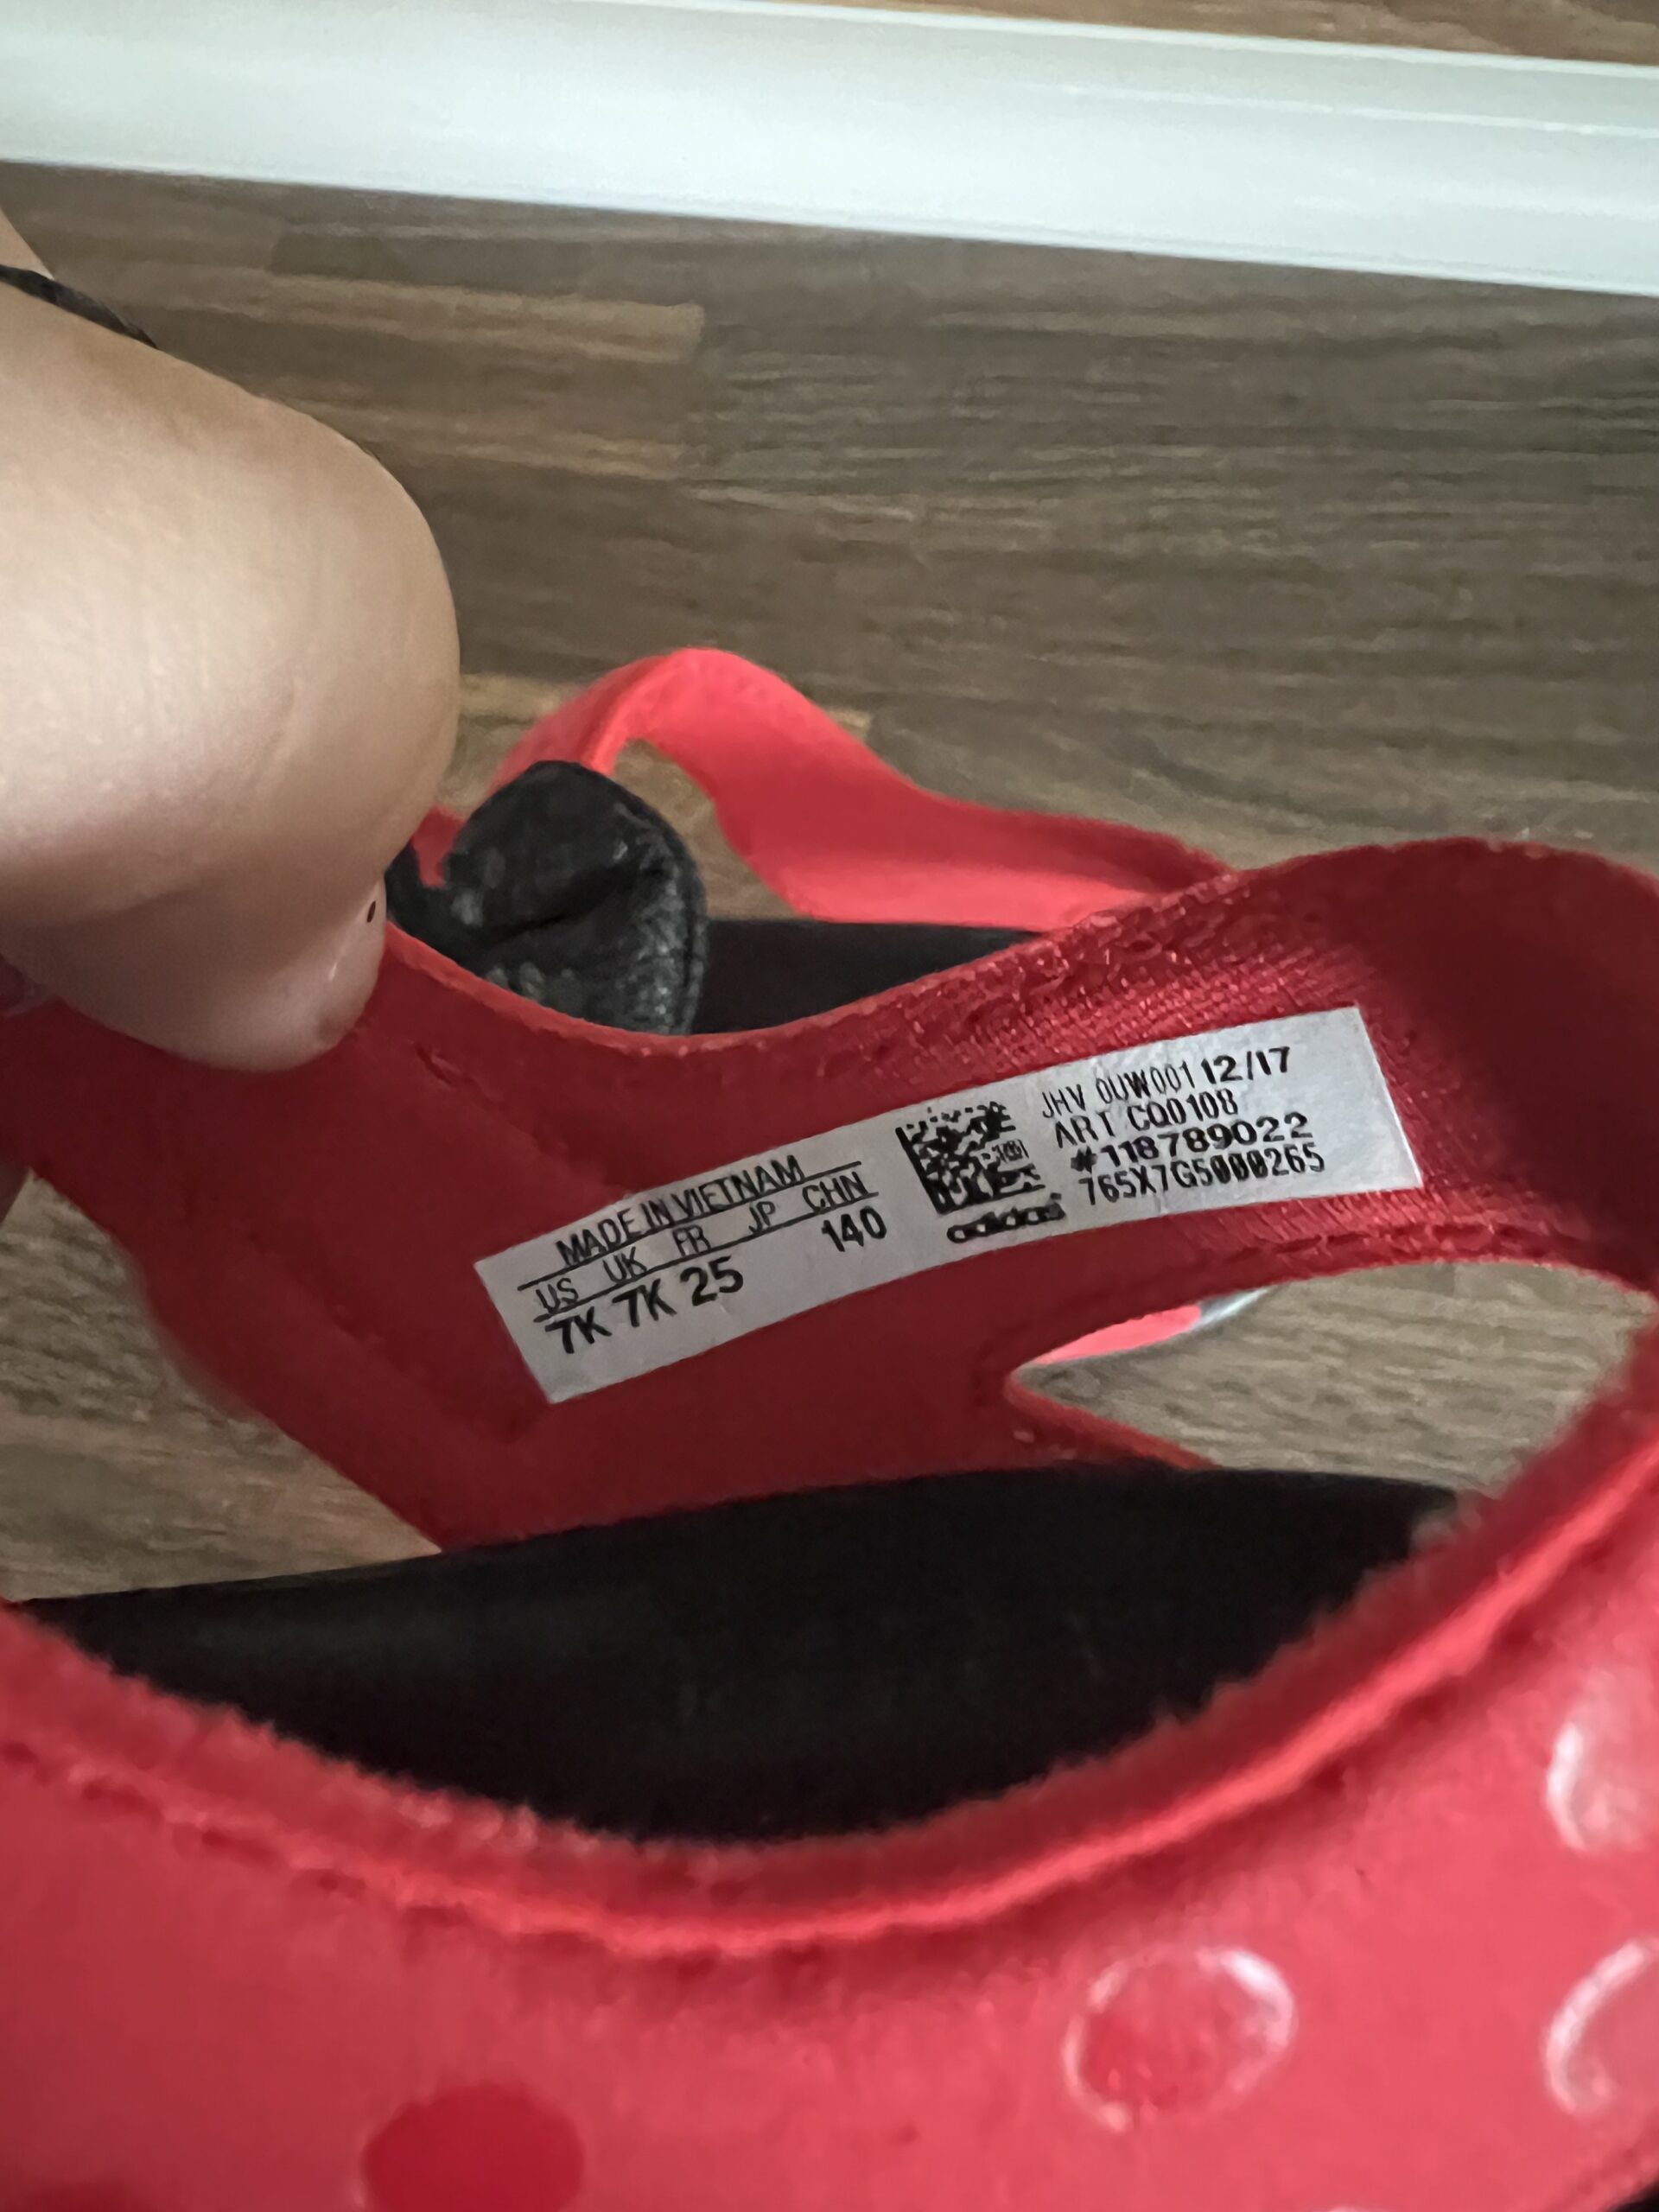 MADE IN VIETNAM
US UK FR JP CHN
7K 7K 25 140
adidas
JHV 0UW001 12/17
ART CQ0108
#118789022
765X7G5000265